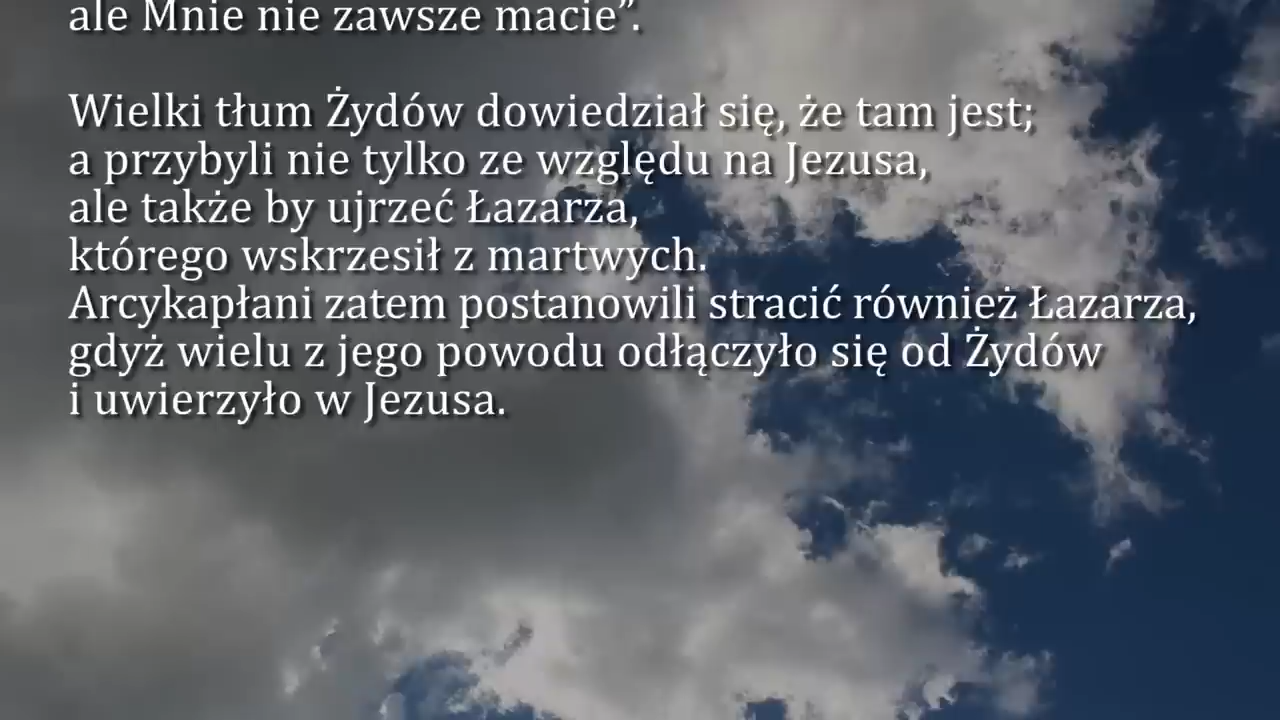 ale Mnie nie zawsze macie”.
Wielki tłum Żydów dowiedział się, że tam jest;
a przybyli nie tylko ze względu na Jezusa,
ale także by ujrzeć Łazarza,
którego wskrzesił z martwych.
Arcykapłani zatem postanowili stracić również Łazarza,
gdyż wielu z jego powodu odłączyło się od Żydów
i uwierzyło w Jezusa.